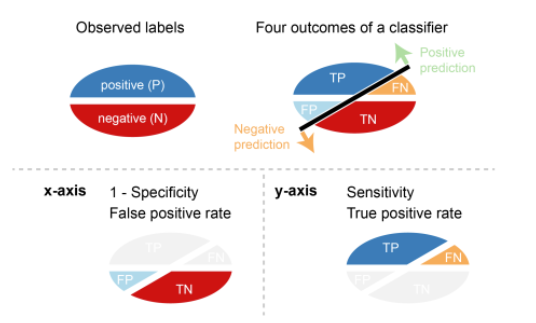 Observed labels
Four outcomes of a classifier
positive (P)
negative (N)
Positive
prediction
TP
FN
FP
TN
Negative
prediction
x-axis
1 - Specificity
False positive rate
TP
FN
FP
TN
y-axis
Sensitivity
True positive rate
TP
FN
FP
TN